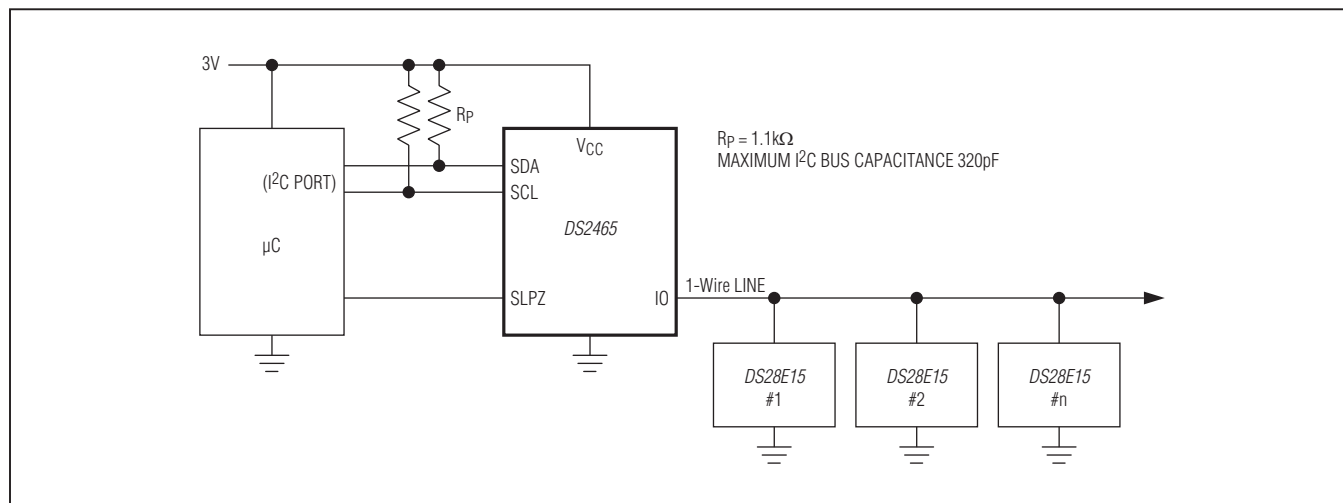 3V
RP
VCC
RP = 1.1kΩ
MAXIMUM I²C BUS CAPACITANCE 320pF
(I²C PORT)
SDA
SCL
µC
DS2465
SLPZ
IO
1-Wire LINE
DS28E15
#1
DS28E15
#2
DS28E15
#n